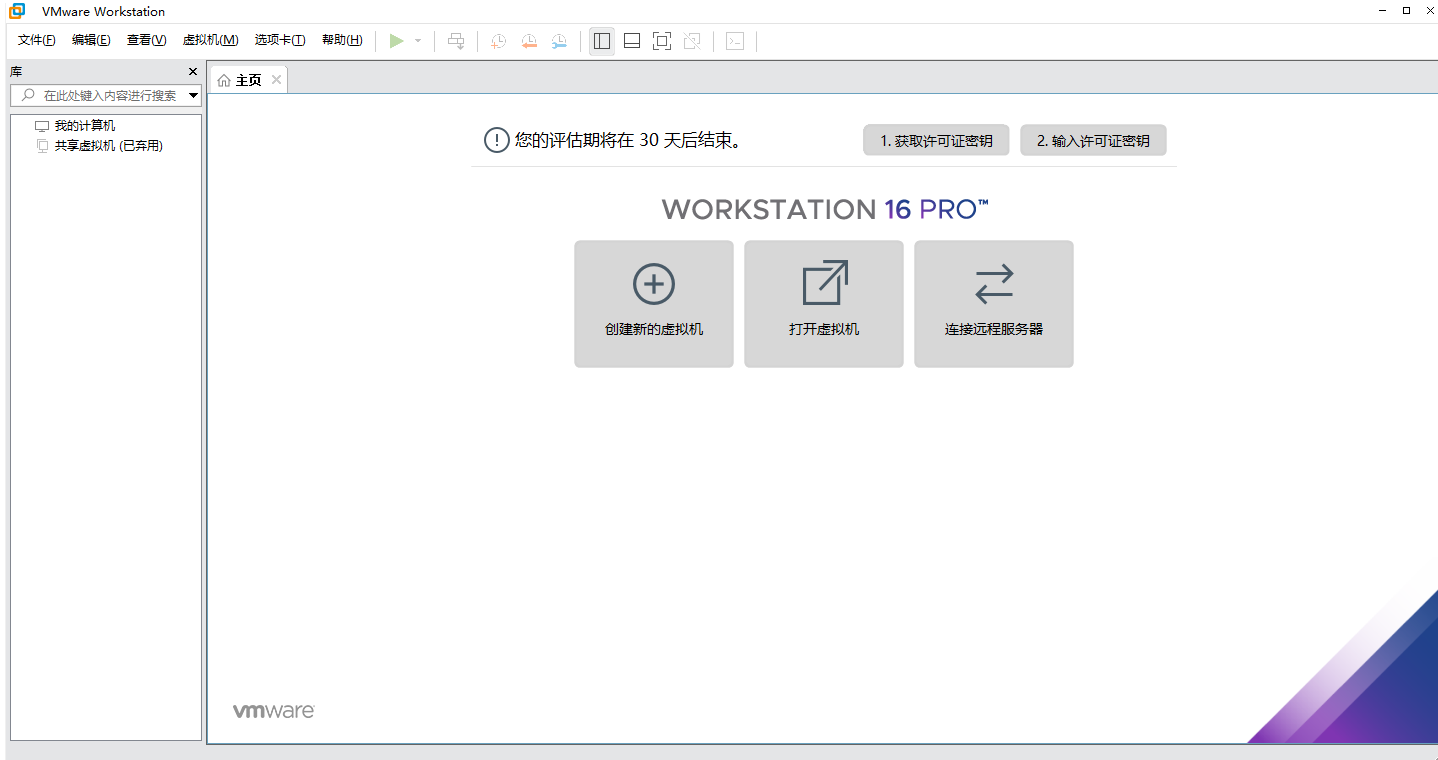 VMware Workstation
文件(F) 编辑(E) 查看(V) 虚拟机(M) 选项卡(T) 帮助(H)
库
在此处键入内容进行搜索
我的计算机
共享虚拟机 (已弃用)
主页
您的评估期将在 30 天后结束。
1. 获取许可证密钥
2. 输入许可证密钥
WORKSTATION 16 PRO™
创建新的虚拟机
打开虚拟机
连接远程服务器
vmware